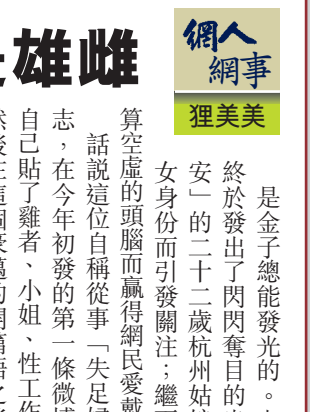 雄雌
網人
網事
狸美美
是金子總能發光的。
終於發出了閃閃奪目的
安」的二十二歲杭州姑
女身份而引發關注；繼
算空虛的頭腦而贏得網民愛戴
話說這位自稱從事「失足婦
志，在今年初發的第一條微博
自己貼了雞者、小姐、性工作